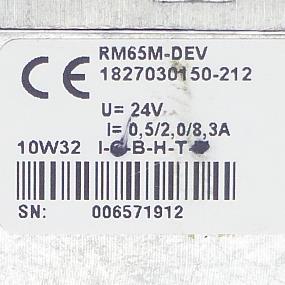 CE RM65M-DEV
1827030150-212
U= 24V
I= 0,5/2,0/8,3A
10W32 I-C-B-H-T-
SN: 006571912